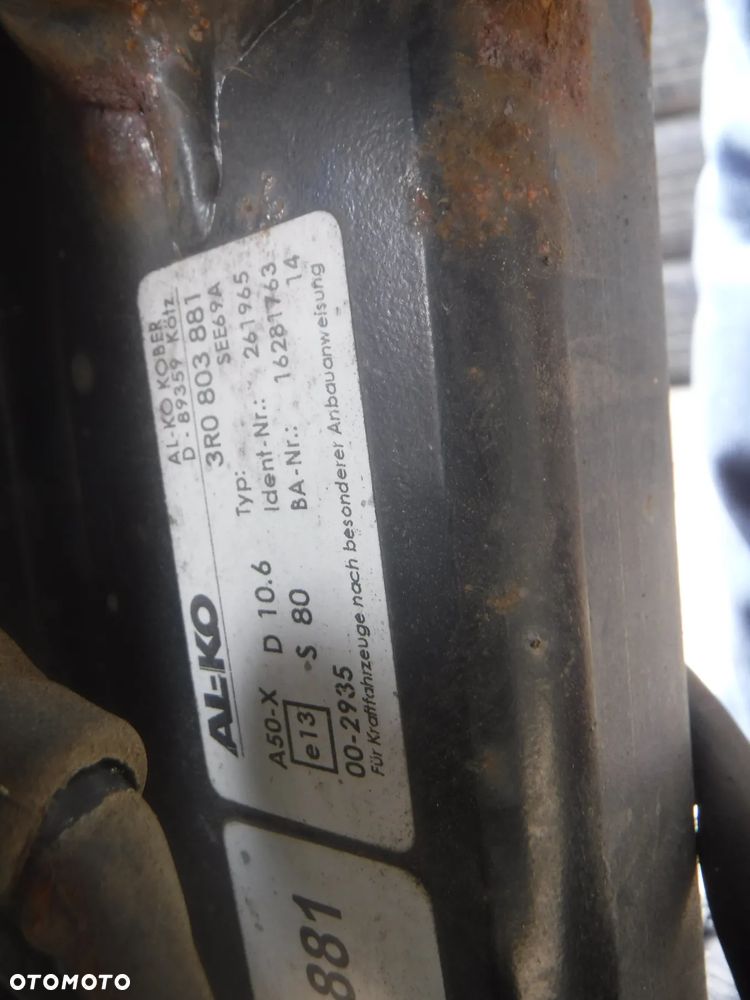 AL-KO
AL-KO KOBER
D - 89359 Kötz
3R0 803 881
SEE69A
A50-X D 10.6 Typ: 261965
e13 S 80 Ident-Nr.: 16281763
00-2935 BA-Nr.: 14
Für Kraftfahrzeuge nach besonderer Anbauanweisung
881
OTOMOTO